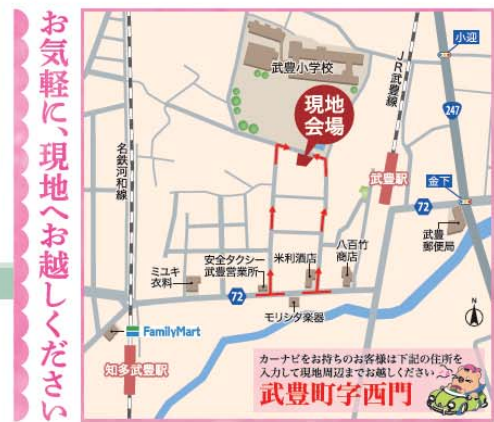 お気軽に、現地へお越しください
小迎
武豊小学校
JR武豊線
247
現地
会場
名鉄河和線
武豊駅
金下
72
武豊
郵便局
八百竹
商店
米利酒店
安全タクシー
武豊営業所
ミユキ
衣料
72
モリシタ楽器
N
FamilyMart
知多武豊駅
カーナビをお持ちのお客様は下記の住所を
入力して現地周辺までお越しください
武豊町字西門